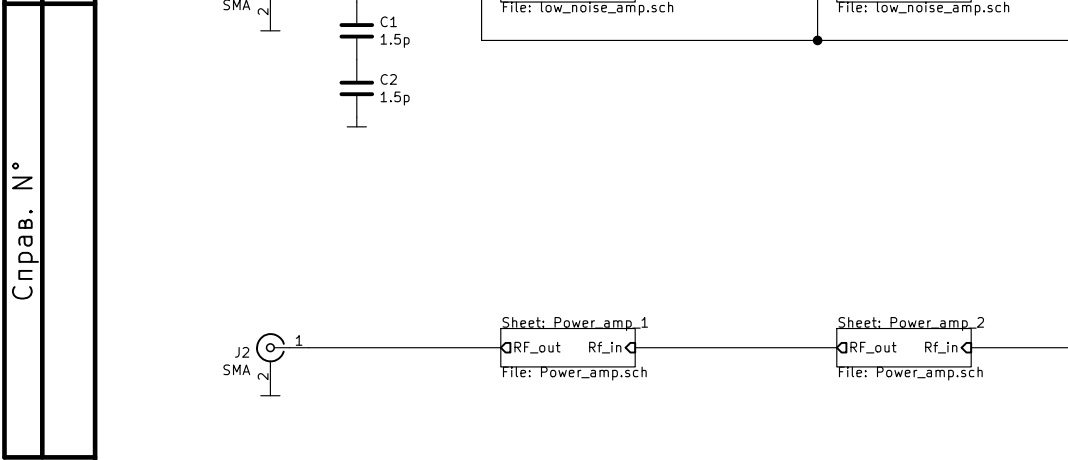 SMA
2
File: low_noise_amp.sch
File: low_noise_amp.sch
C1
1.5p
C2
1.5p
Справ. N°
Sheet: Power_amp_1
Sheet: Power_amp_2
J2
1
RF_out
Rf_in
RF_out
Rf_in
SMA
2
File: Power_amp.sch
File: Power_amp.sch